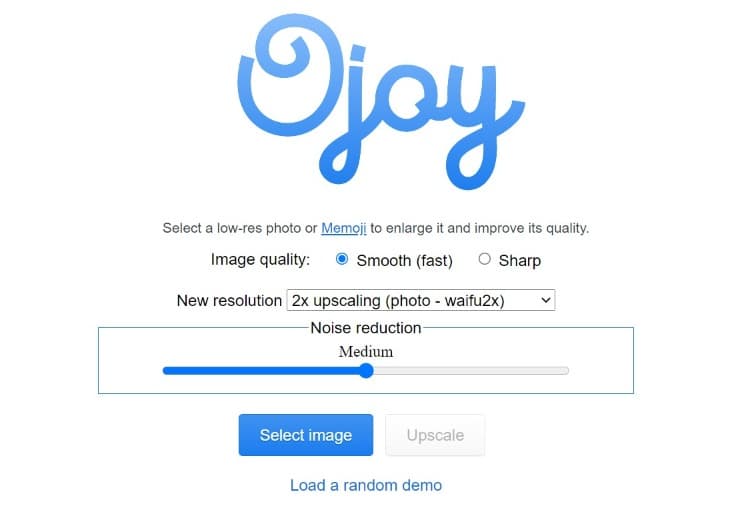 Ojoy
Select a low-res photo or Memoji to enlarge it and improve its quality.
Image quality: Smooth (fast) Sharp
New resolution 2x upscaling (photo - waifu2x)
Noise reduction
Medium
Select image Upscale
Load a random demo